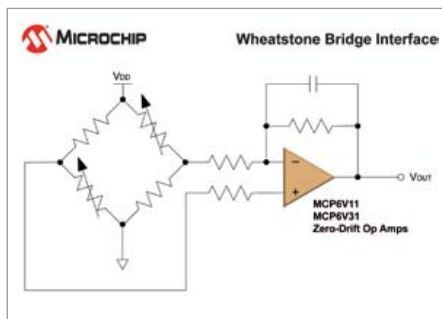 MICROCHIP
Wheatstone Bridge Interface
VDD
−
+
VOUT
MCP6V11
MCP6V31
Zero-Drift Op Amps